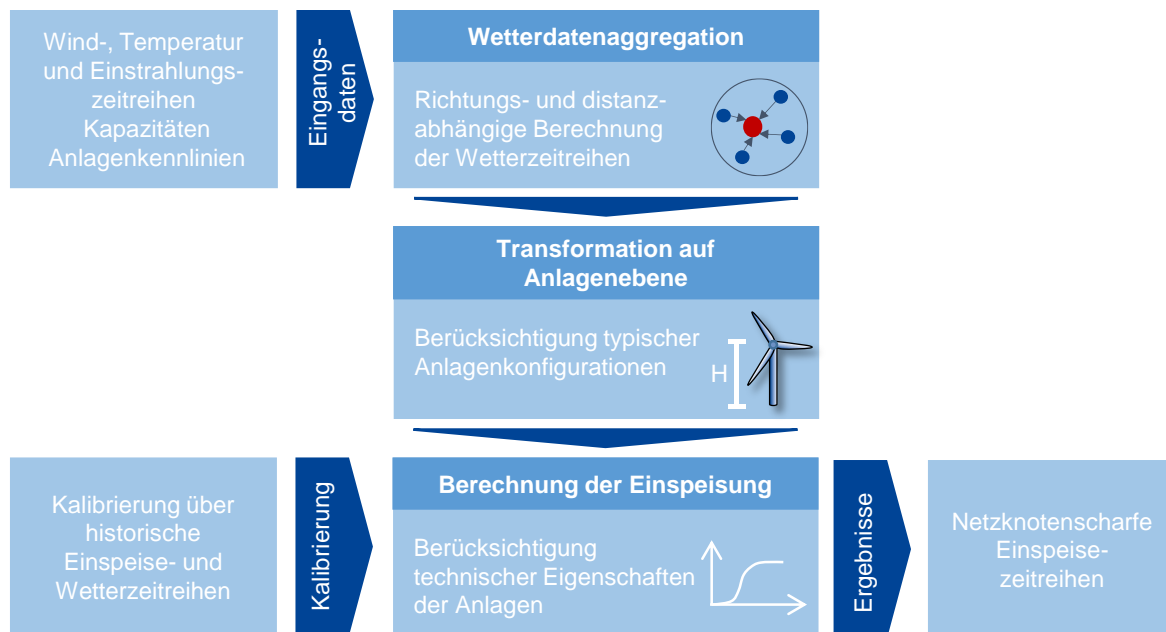 Wind-, Temperatur
und Einstrahlungs-
zeitreihen
Kapazitäten
Anlagenkennlinien
Eingangs-
daten
Wetterdatenaggregation
Richtungs- und distanz-
abhängige Berechnung
der Wetterzeitreihen
Transformation auf
Anlagenebene
Berücksichtigung typischer
Anlagenkonfigurationen
H
Kalibrierung über
historische
Einspeise- und
Wetterzeitreihen
Kalibrierung
Berechnung der Einspeisung
Berücksichtigung
technischer Eigenschaften
der Anlagen
Ergebnisse
Netzknotenscharfe
Einspeise-
zeitreihen